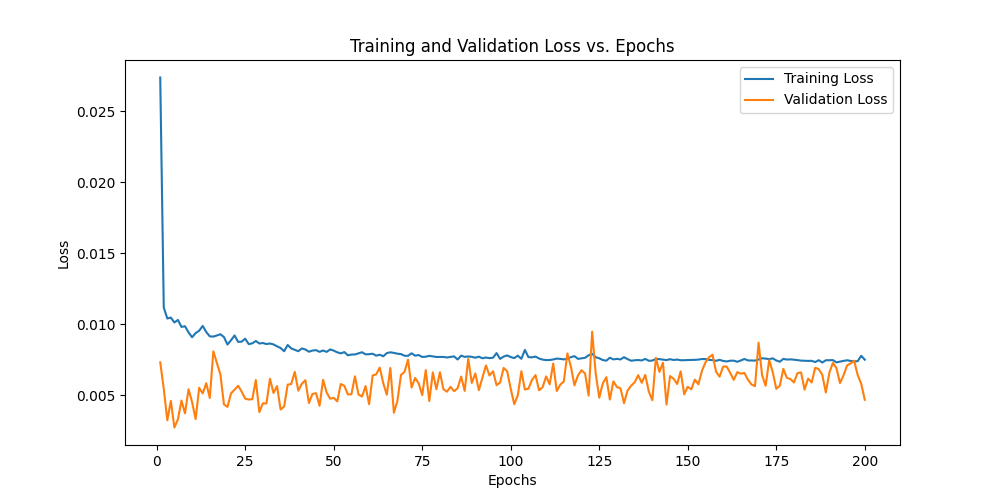 Training and Validation Loss vs. Epochs
Training Loss
Validation Loss
0.025
0.020
0.015
0.010
0.005
Loss
0 25 50 75 100 125 150 175 200
Epochs